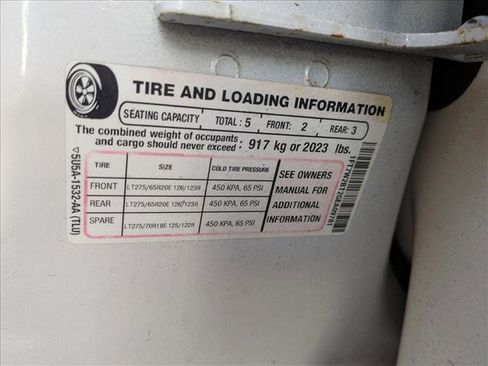 TIRE AND LOADING INFORMATION
SEATING CAPACITY TOTAL : 5 FRONT: 2 REAR: 3
The combined weight of occupants
and cargo should never exceed : 917 kg or 2023 lbs.
TIRE SIZE COLD TIRE PRESSURE SEE OWNERS
FRONT LT275/65R20E 126/123R 450 KPA, 65 PSI MANUAL FOR
REAR LT275/65R20E 126/123R 450 KPA, 65 PSI ADDITIONAL
SPARE LT275/70R18E 125/122R 450 KPA, 65 PSI INFORMATION
5U5A-1532-AA (TLU)